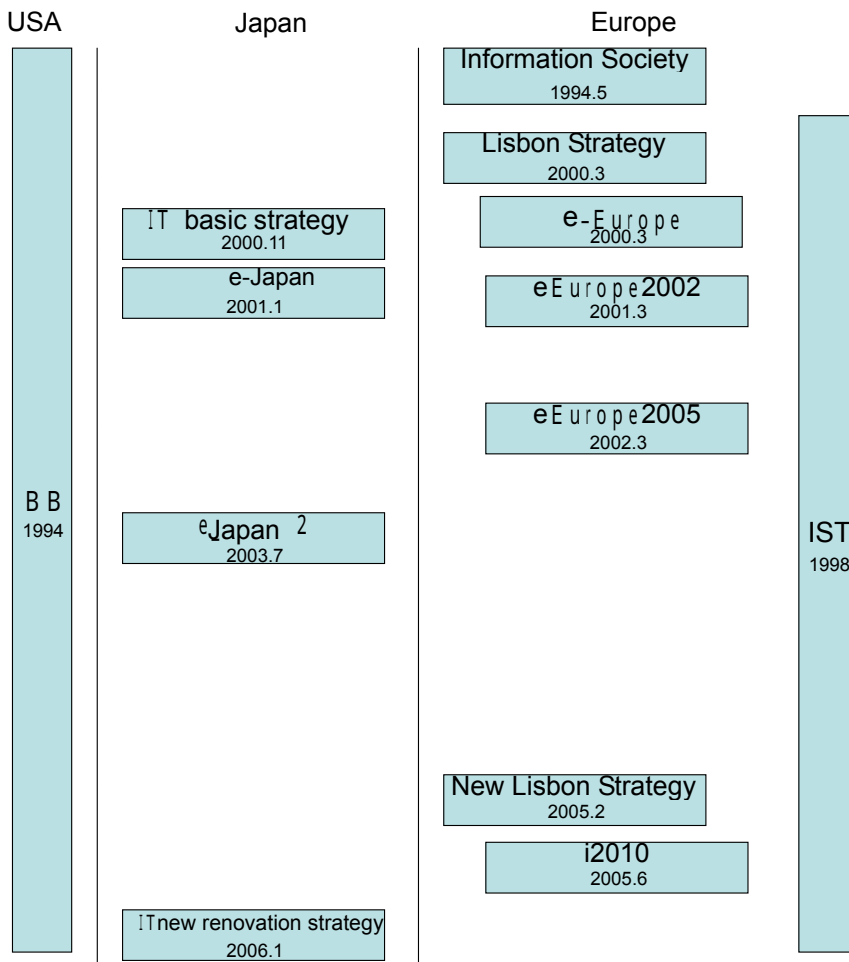 USA
Japan
Europe
BB
1994
IT basic strategy
2000.11
e-Japan
2001.1
eJapan 2
2003.7
ITnew renovation strategy
2006.1
Information Society
1994.5
Lisbon Strategy
2000.3
e-Europe
2000.3
eEurope2002
2001.3
eEurope2005
2002.3
New Lisbon Strategy
2005.2
i2010
2005.6
IST
1998